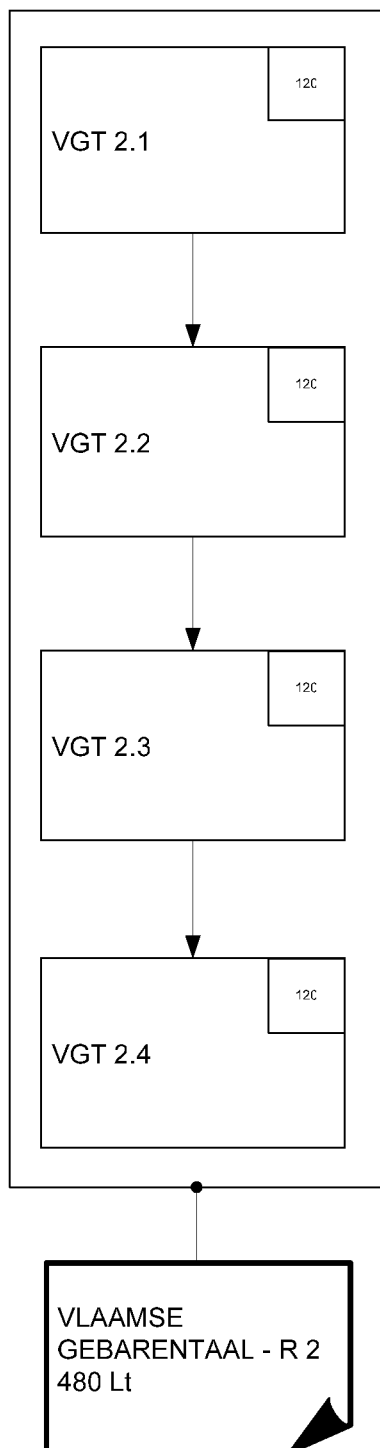 120
VGT 2.1
120
VGT 2.2
120
VGT 2.3
120
VGT 2.4
VLAAMSE
GEBARENTAAL - R 2
480 Lt